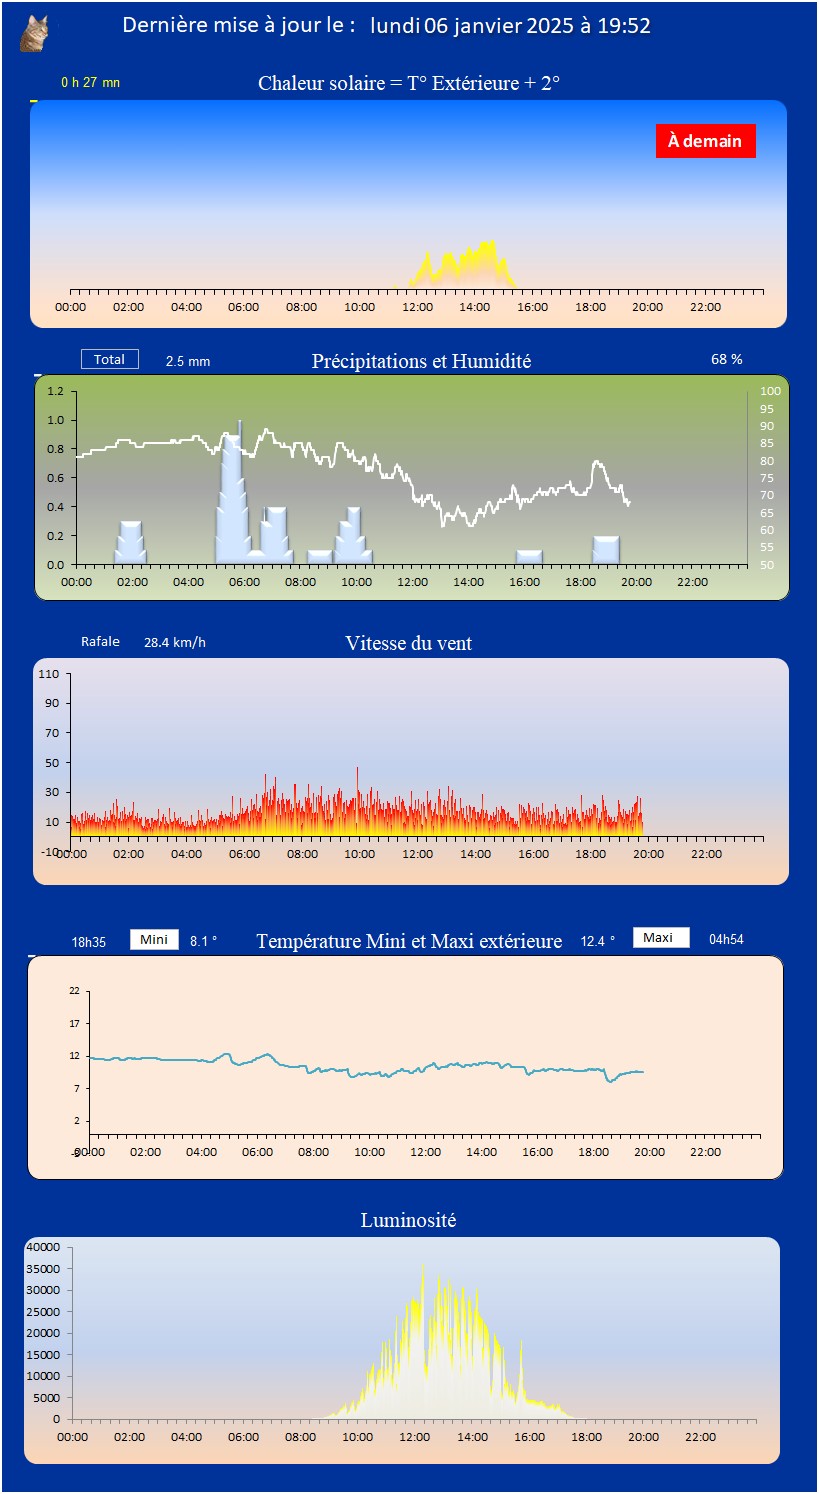 Dernière mise à jour le : lundi 06 janvier 2025 à 19:52
0 h 27 mn Chaleur solaire = T° Extérieure + 2°
À demain
00:00 02:00 04:00 06:00 08:00 10:00 12:00 14:00 16:00 18:00 20:00 22:00
Total 2.5 mm Précipitations et Humidité 68 %
1.2 100
95
1.0 90
85
0.8 80
75
0.6 70
0.4 65
60
0.2 55
0.0 50
00:00 02:00 04:00 06:00 08:00 10:00 12:00 14:00 16:00 18:00 20:00 22:00
Rafale 28.4 km/h Vitesse du vent
110
90
70
50
30
10
-10
00:00 02:00 04:00 06:00 08:00 10:00 12:00 14:00 16:00 18:00 20:00 22:00
18h35 Mini 8.1 ° Température Mini et Maxi extérieure 12.4 ° Maxi 04h54
22
17
12
7
2
00:00 02:00 04:00 06:00 08:00 10:00 12:00 14:00 16:00 18:00 20:00 22:00
Luminosité
40000
35000
30000
25000
20000
15000
10000
5000
0
00:00 02:00 04:00 06:00 08:00 10:00 12:00 14:00 16:00 18:00 20:00 22:00